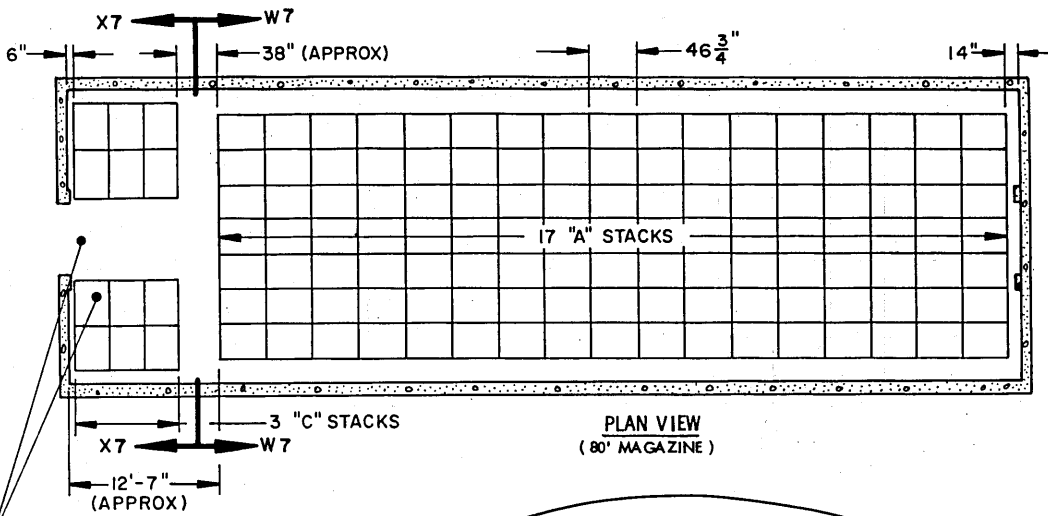 X7 W7
6" 38" (APPROX) 46 3/4" 14"
17 "A" STACKS
3 "C" STACKS
X7 W7
PLAN VIEW
(80' MAGAZINE)
12'-7"
(APPROX)